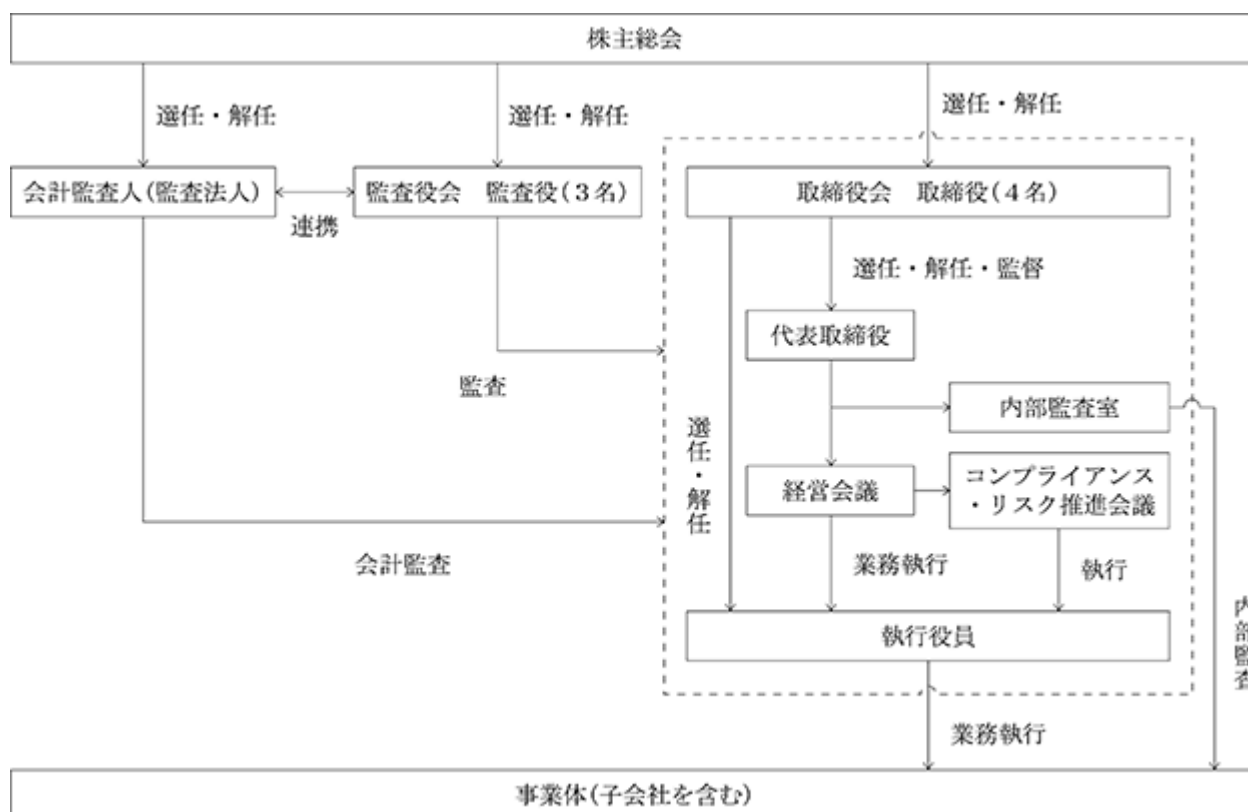 株主総会
選任・解任
選任・解任
選任・解任
会計監査人(監査法人)
連携
監査役会　監査役(3名)
取締役会　取締役(4名)
選任・解任・監督
代表取締役
監査
内部監査室
選任・解任
経営会議
コンプライアンス
・リスク推進会議
会計監査
業務執行
執行
内部監査
執行役員
業務執行
事業体(子会社を含む)